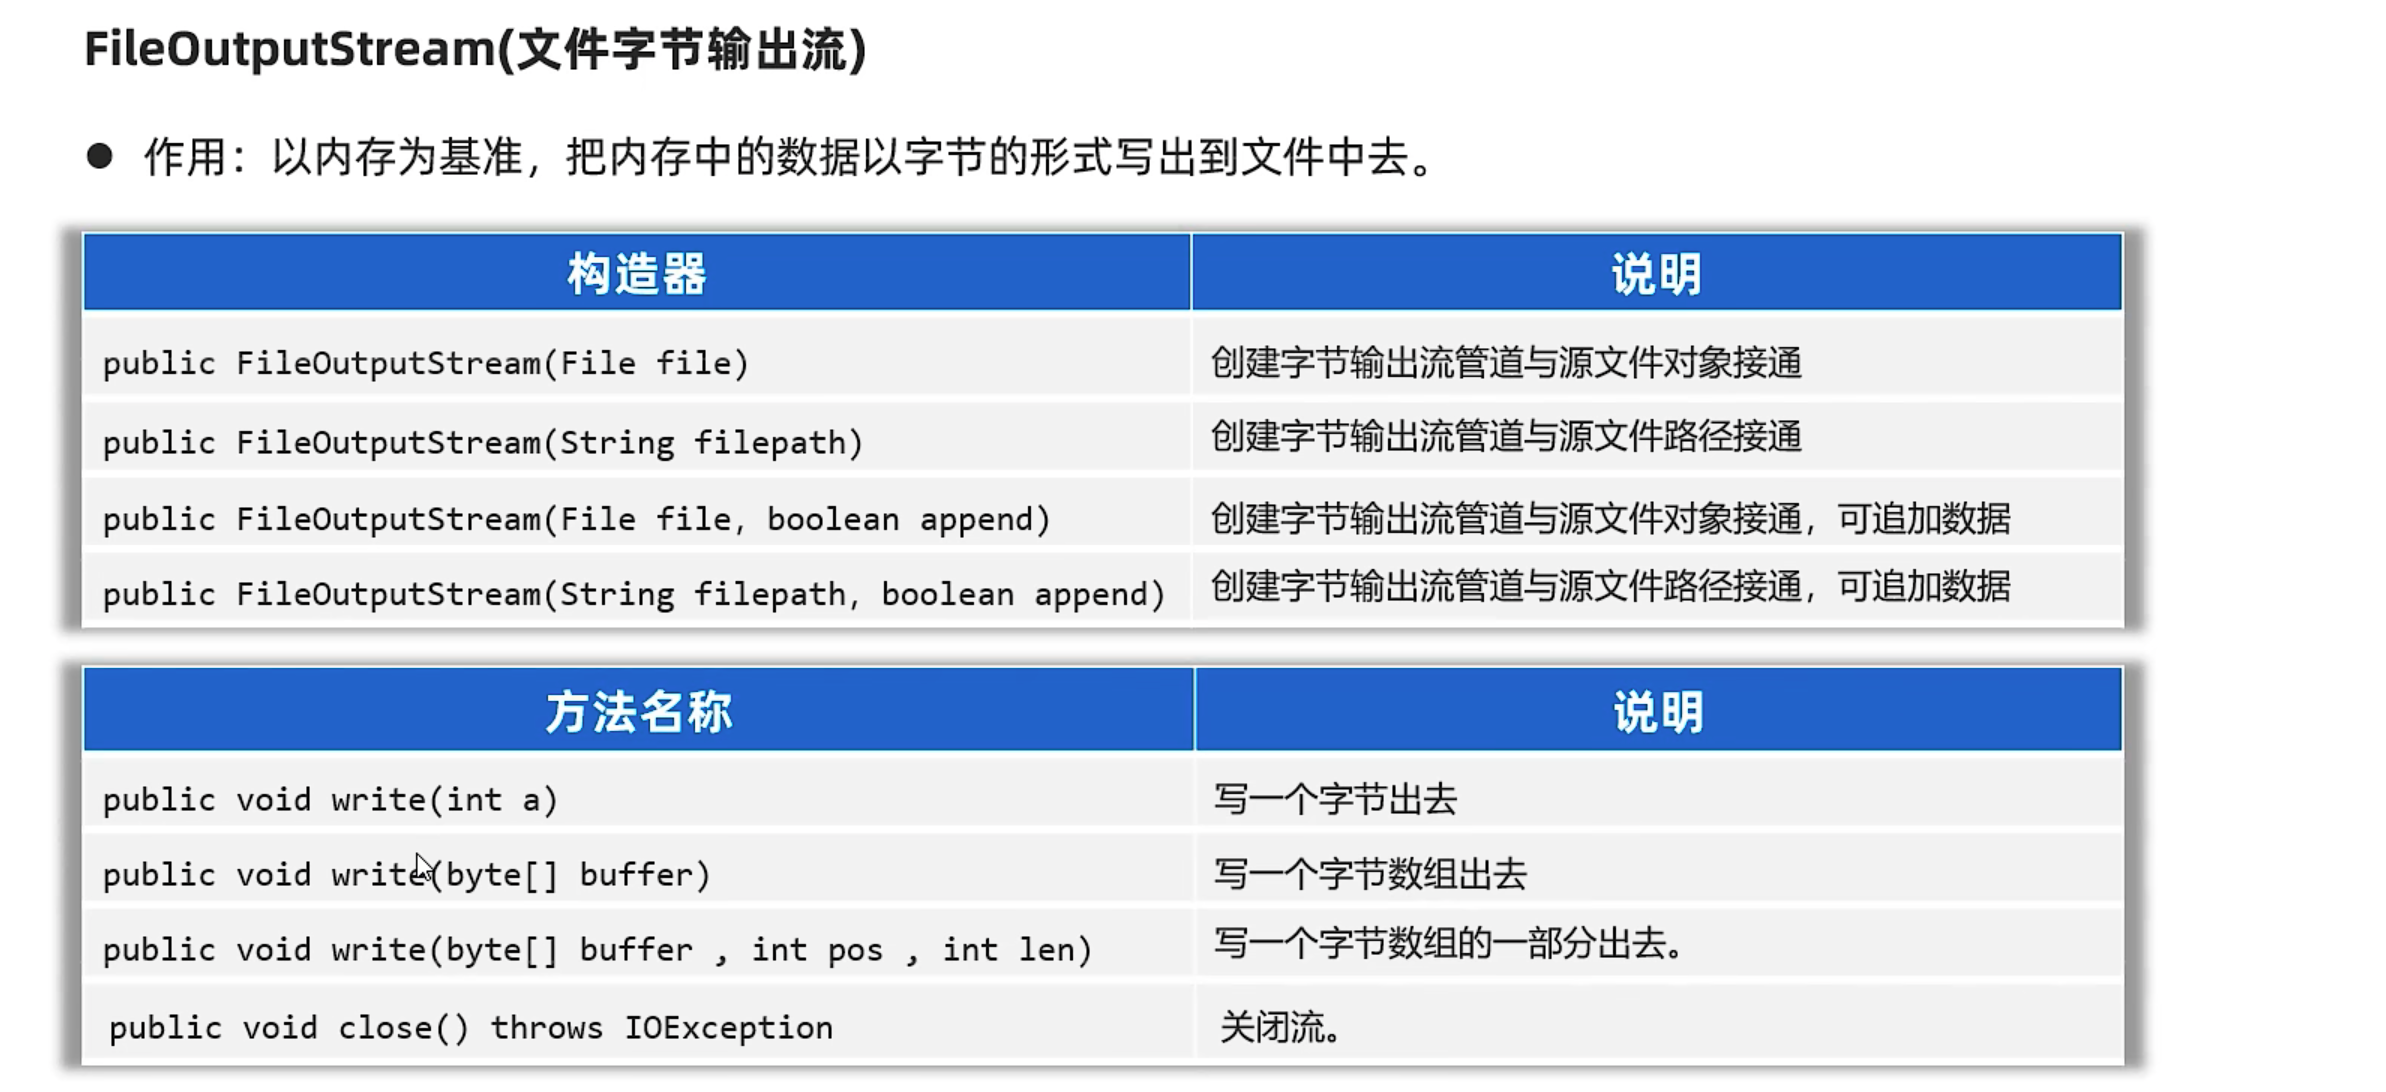 FileOutputStream(文件字节输出流)
● 作用：以内存为基准，把内存中的数据以字节的形式写出到文件中去。
构造器 说明
public FileOutputStream(File file) 创建字节输出流管道与源文件对象接通
public FileOutputStream(String filepath) 创建字节输出流管道与源文件路径接通
public FileOutputStream(File file, boolean append) 创建字节输出流管道与源文件对象接通，可追加数据
public FileOutputStream(String filepath, boolean append) 创建字节输出流管道与源文件路径接通，可追加数据
方法名称 说明
public void write(int a) 写一个字节出去
public void write(byte[] buffer) 写一个字节数组出去
public void write(byte[] buffer , int pos , int len) 写一个字节数组的一部分出去。
public void close() throws IOException 关闭流。